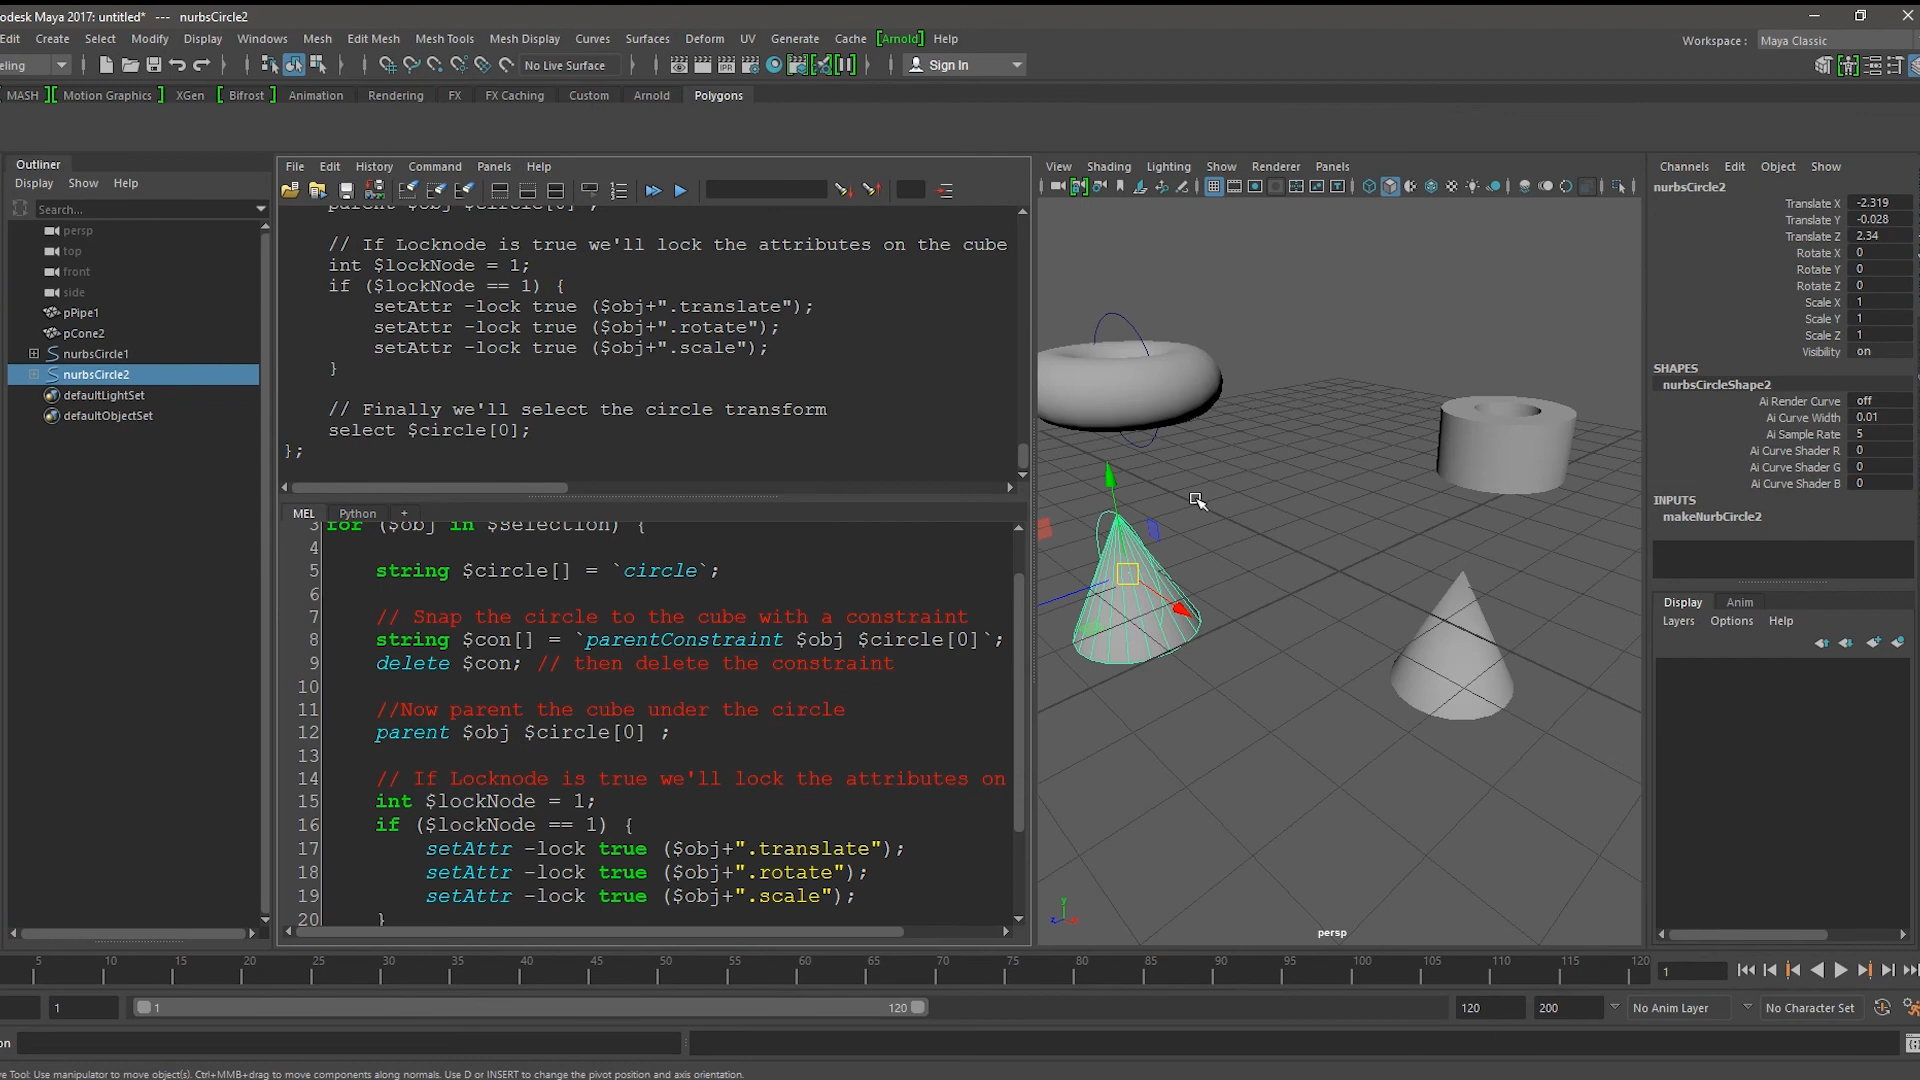 odesk Maya 2017: untitled* --- nurbsCircle2
Edit Create Select Modify Display Windows Mesh Edit Mesh Mesh Tools Mesh Display Curves Surfaces Deform UV Generate Cache [Arnold] Help
Workspace : Maya Classic
eling
No Live Surface
Sign In
MASH Motion Graphics XGen Bifrost Animation Rendering FX FX Caching Custom Arnold Polygons
Outliner
Display Show Help
Search...
persp
top
front
side
pPipe1
pCone2
nurbsCircle1
nurbsCircle2
defaultLightSet
defaultObjectSet
File Edit History Command Panels Help
parent $obj $circle[0] ;
// If Locknode is true we'll lock the attributes on the cube
int $lockNode = 1;
if ($lockNode == 1) {
setAttr -lock true ($obj+".translate");
setAttr -lock true ($obj+".rotate");
setAttr -lock true ($obj+".scale");
}
// Finally we'll select the circle transform
select $circle[0];
};
MEL Python +
3 for ($obj in $Selection) {
4
5 string $circle[] = `circle`;
6
7 // Snap the circle to the cube with a constraint
8 string $con[] = `parentConstraint $obj $circle[0]`;
9 delete $con; // then delete the constraint
10
11 //Now parent the cube under the circle
12 parent $obj $circle[0] ;
13
14 // If Locknode is true we'll lock the attributes on
15 int $lockNode = 1;
16 if ($lockNode == 1) {
17 setAttr -lock true ($obj+".translate");
18 setAttr -lock true ($obj+".rotate");
19 setAttr -lock true ($obj+".scale");
20 }
View Shading Lighting Show Renderer Panels
persp
Channels Edit Object Show
nurbsCircle2
Translate X -2.319
Translate Y -0.028
Translate Z 2.34
Rotate X 0
Rotate Y 0
Rotate Z 0
Scale X 1
Scale Y 1
Scale Z 1
Visibility on
SHAPES
nurbsCircleShape2
Ai Render Curve off
Ai Curve Width 0.01
Ai Sample Rate 5
Ai Curve Shader R 0
Ai Curve Shader G 0
Ai Curve Shader B 0
INPUTS
makeNurbCircle2
Display Anim
Layers Options Help
5 10 15 20 25 30 35 40 45 50 55 60 65 70 75 80 85 90 95 100 105 110 115 120
1
1
1
120
120
200
No Anim Layer
No Character Set
on
ve Tool: Use manipulator to move object(s). Ctrl+MMB+drag to move components along normals. Use D or INSERT to change the pivot position and axis orientation.